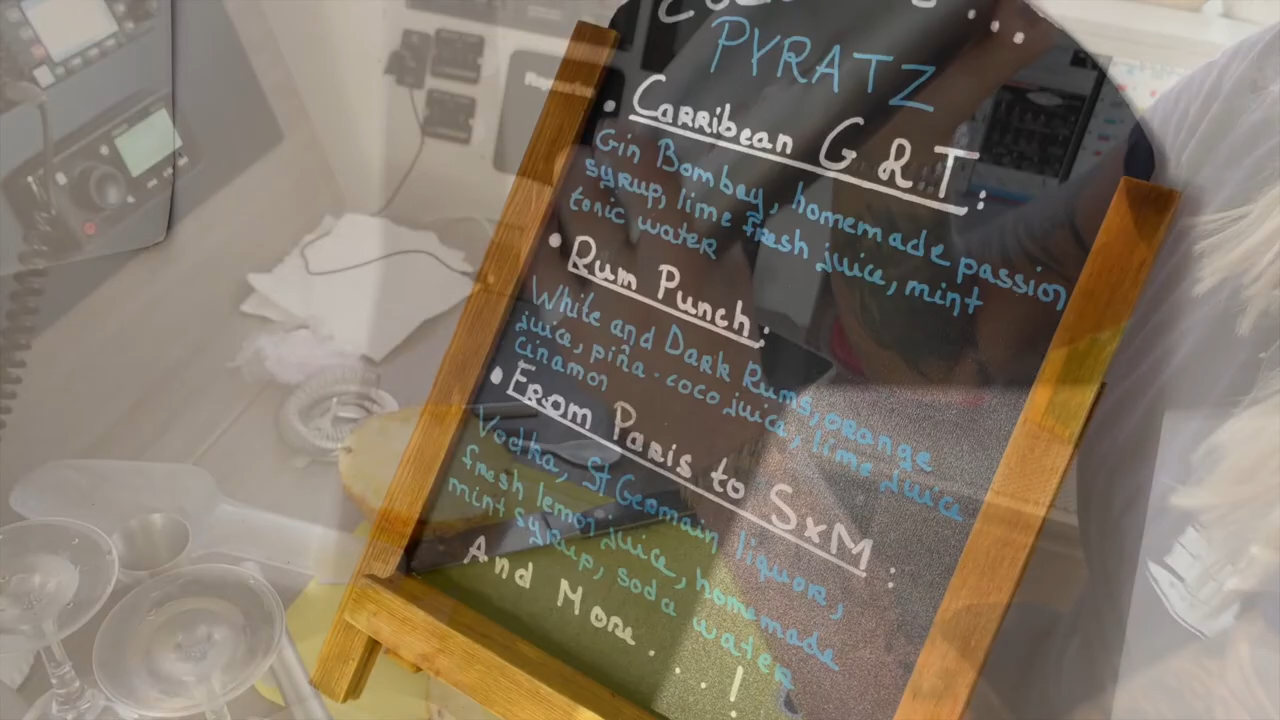 PYRATZ
• Carribean G & T :
Gin Bombay, homemade passion
syrup, lime fresh juice, mint
tonic water
• Rum Punch :
White and Dark Rums, orange
juice, piña-coco juice, lime juice
cinamon
• From Paris to SxM :
Vodka, St Germain liquor,
fresh lemon juice, homemade
mint syrup, soda water
And More . . . !